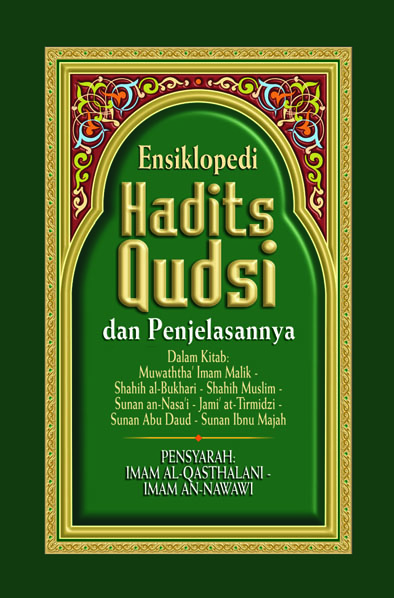 Ensiklopedi
Hadits
Qudsi
dan Penjelasannya
Dalam Kitab:
Muwaththa' Imam Malik -
Shahih al-Bukhari - Shahih Muslim -
Sunan an-Nasa'i - Jami' at-Tirmidzi -
Sunan Abu Daud - Sunan Ibnu Majah
PENSYARAH:
IMAM AL-QASTHALANI -
IMAM AN-NAWAWI